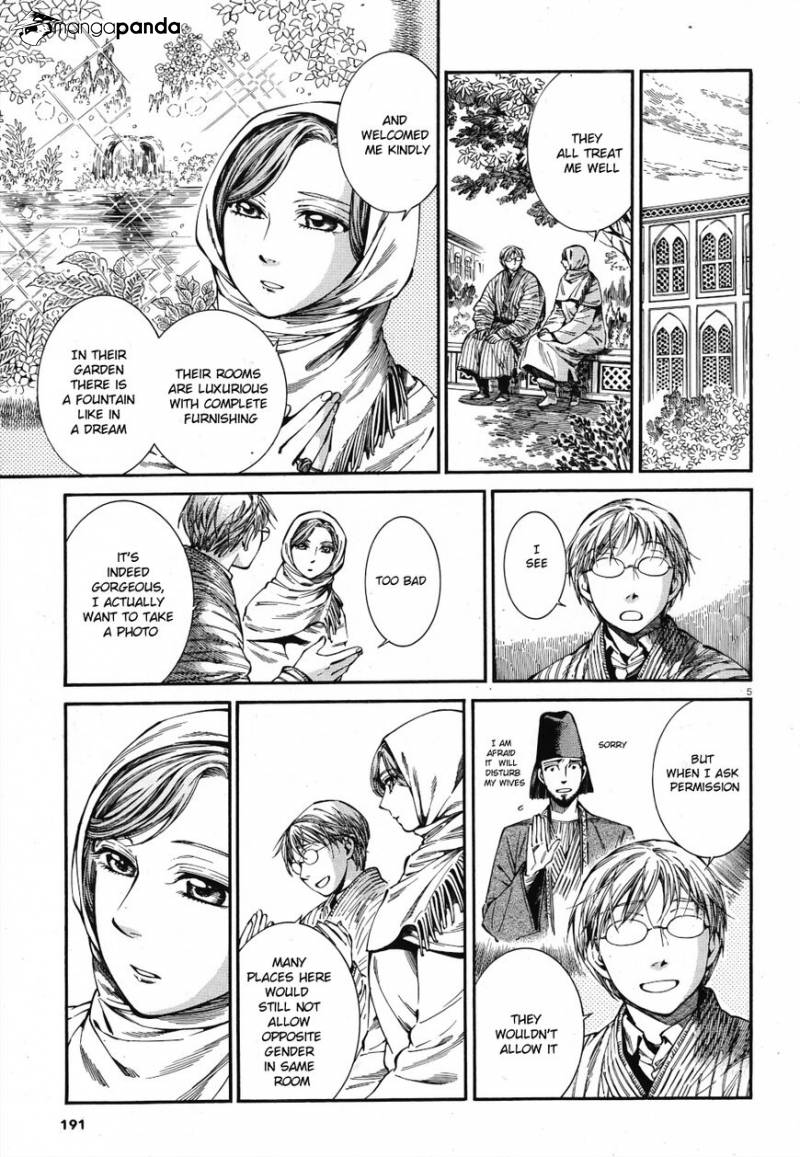 mangapanda
THEY
ALL TREAT
ME WELL
AND
WELCOMED
ME KINDLY
THEIR ROOMS
ARE LUXURIOUS
WITH COMPLETE
FURNISHING
IN THEIR
GARDEN
THERE IS
A FOUNTAIN
LIKE IN
A DREAM
I
SEE
TOO BAD
IT'S
INDEED
GORGEOUS,
I ACTUALLY
WANT TO TAKE
A PHOTO
5
BUT
WHEN I ASK
PERMISSION
SORRY
I AM
AFRAID
IT WILL
DISTURB
MY WIVES
THEY
WOULDN'T
ALLOW IT
MANY
PLACES HERE
WOULD
STILL NOT
ALLOW
OPPOSITE
GENDER
IN SAME
ROOM
191